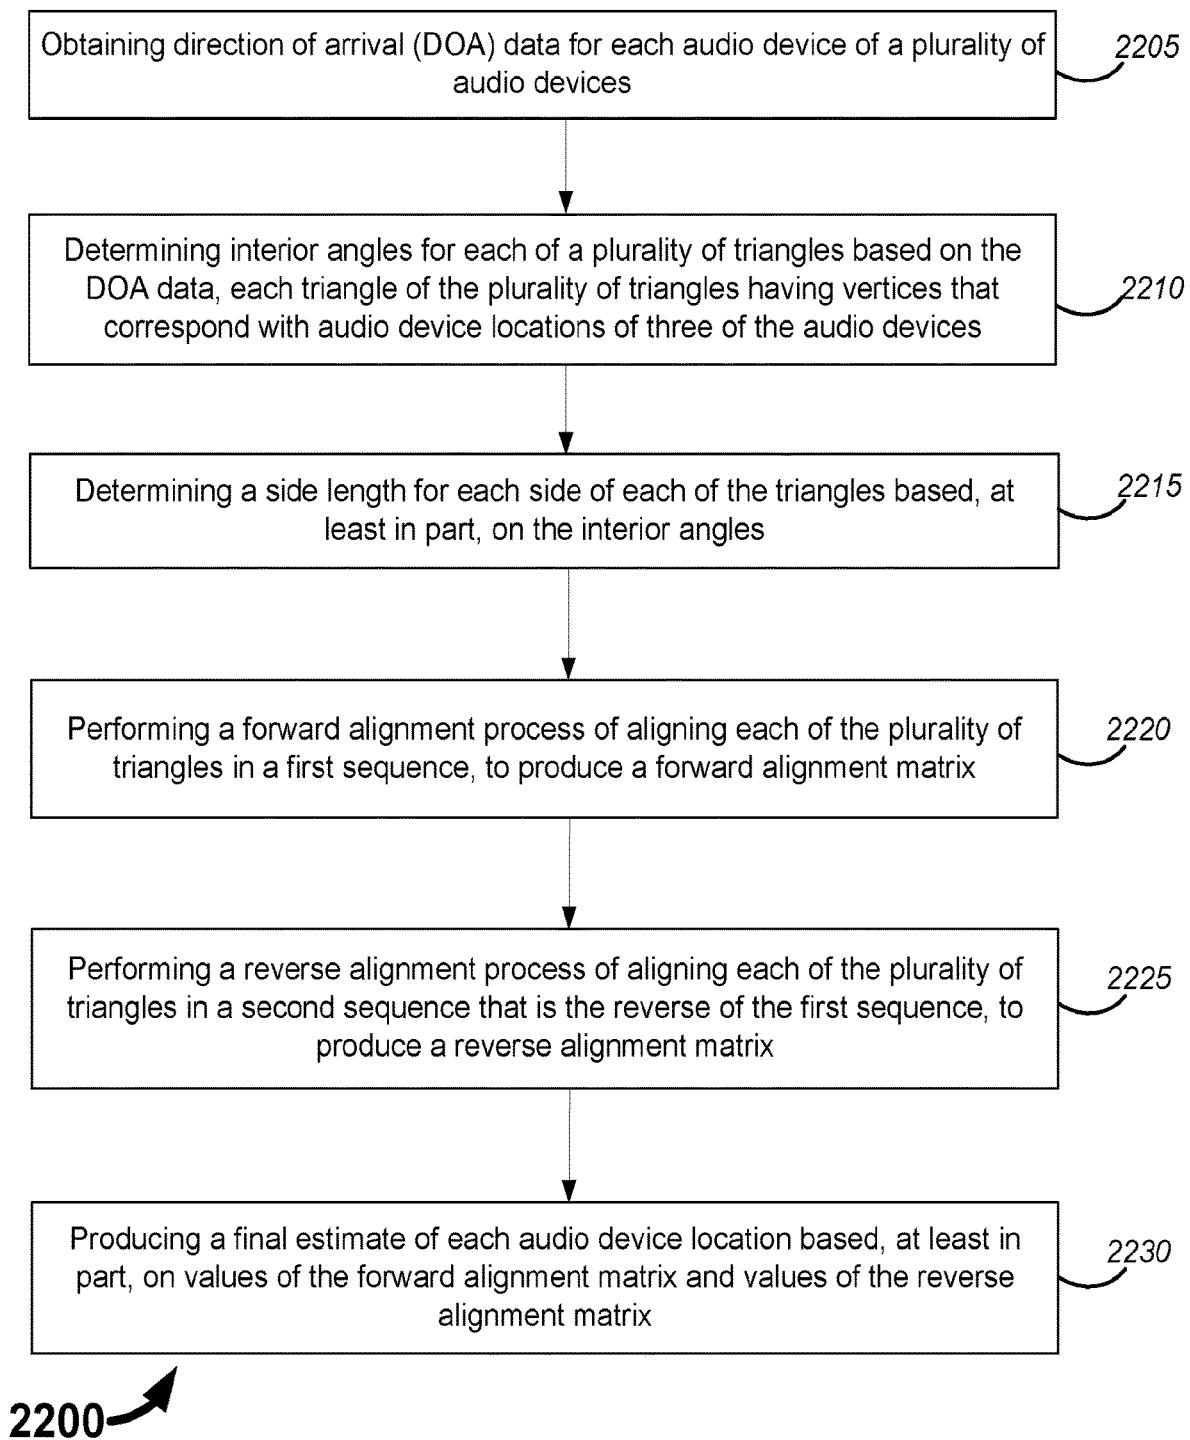 Obtaining direction of arrival (DOA) data for each audio device of a plurality of
audio devices
2205
Determining interior angles for each of a plurality of triangles based on the
DOA data, each triangle of the plurality of triangles having vertices that
correspond with audio device locations of three of the audio devices
2210
Determining a side length for each side of each of the triangles based, at
least in part, on the interior angles
2215
Performing a forward alignment process of aligning each of the plurality of
triangles in a first sequence, to produce a forward alignment matrix
2220
Performing a reverse alignment process of aligning each of the plurality of
triangles in a second sequence that is the reverse of the first sequence, to
produce a reverse alignment matrix
2225
Producing a final estimate of each audio device location based, at least in
part, on values of the forward alignment matrix and values of the reverse
alignment matrix
2230
2200